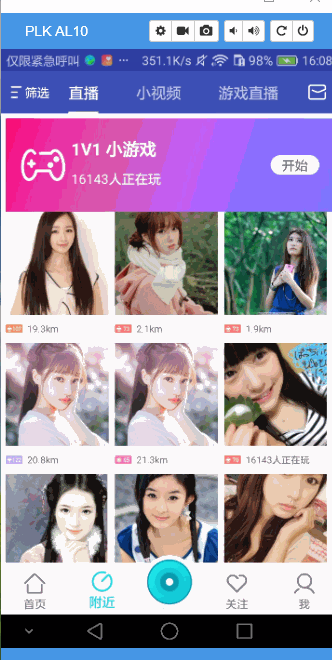 PLK AL10
仅限紧急呼叫 ··· 351.1K/s 98% 16:08
筛选 直播 小视频 游戏直播
1V1 小游戏
16143人正在玩
开始
19.3km 2.1km 1.9km
20.8km 21.3km 16143人正在玩
首页 附近 关注 我